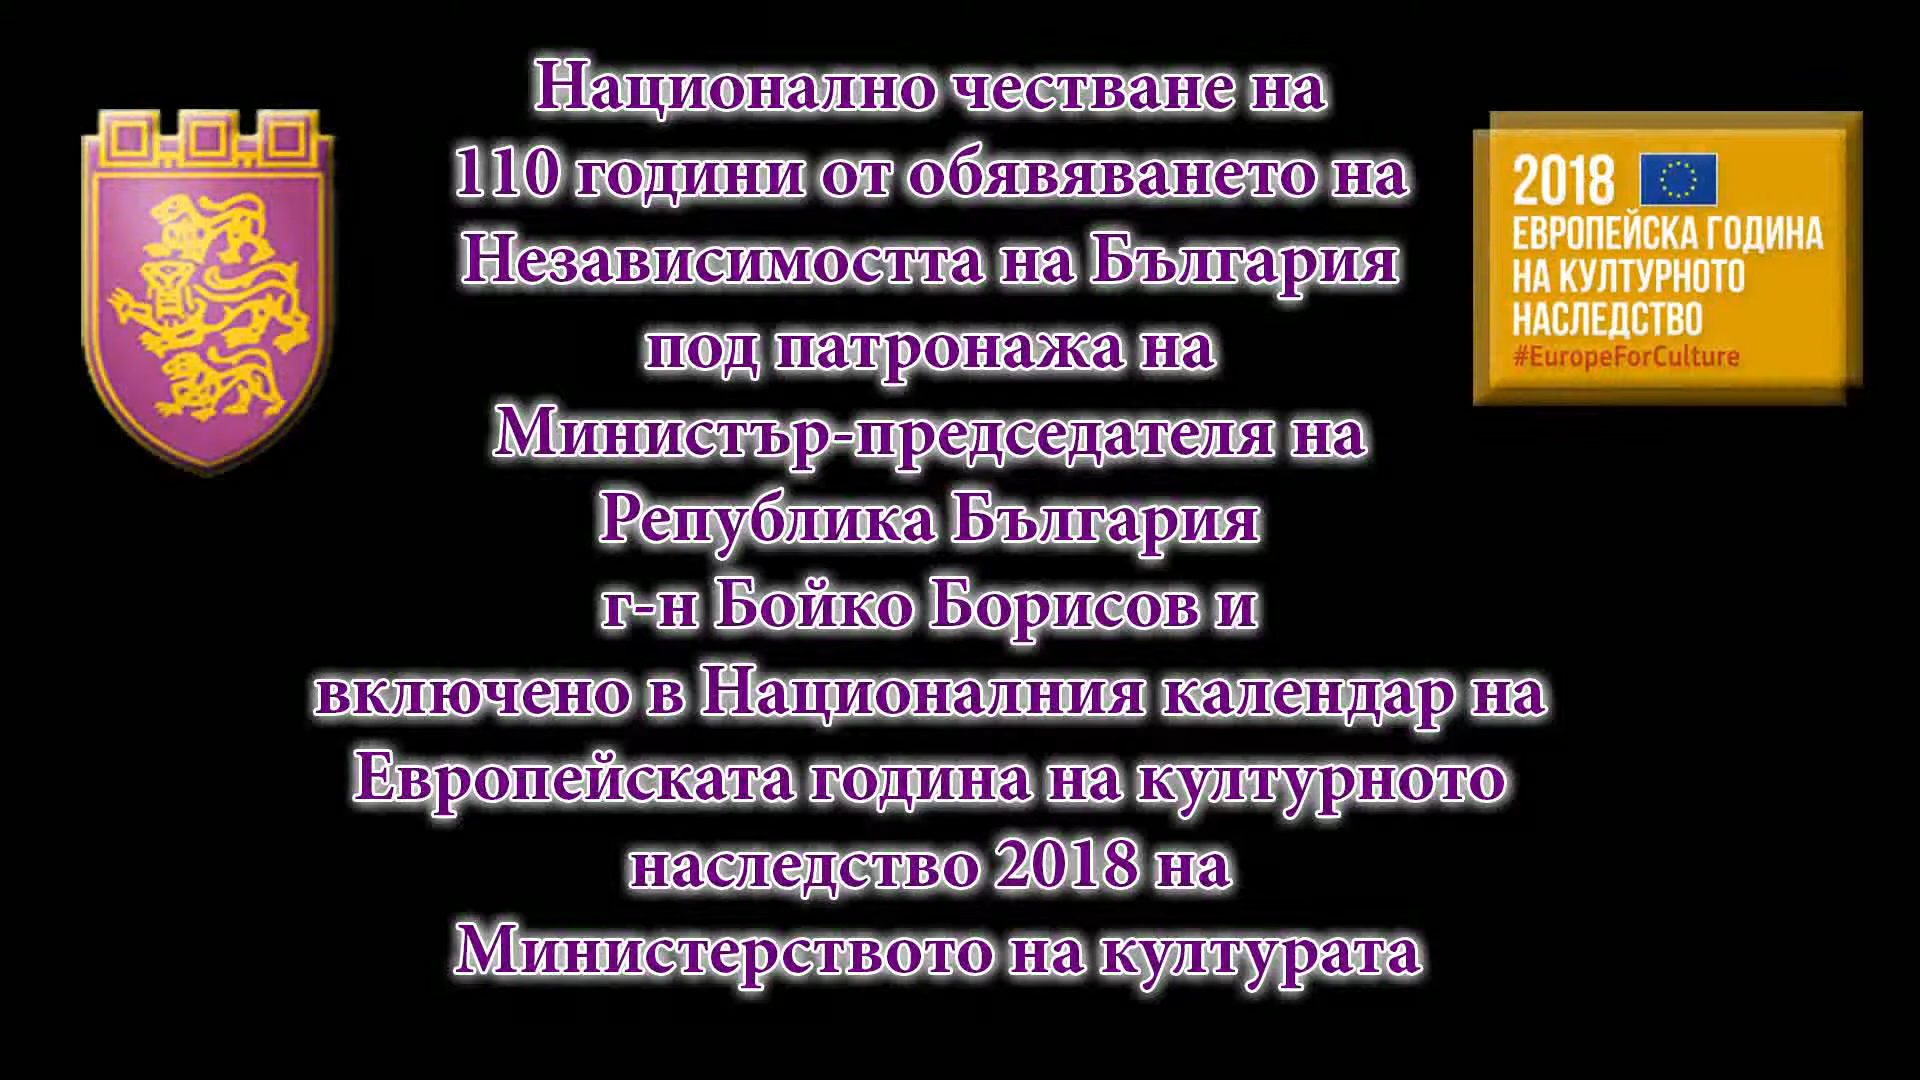 Национално честване на
110 години от обявяването на
Независимостта на България
под патронажа на
Министър-председателя на
Република България
г-н Бойко Борисов и
включено в Националния календар на
Европейската година на културното
наследство 2018 на
Министерството на културата
2018
ЕВРОПЕЙСКА ГОДИНА
НА КУЛТУРНОТО
НАСЛЕДСТВО
#EuropeForCulture